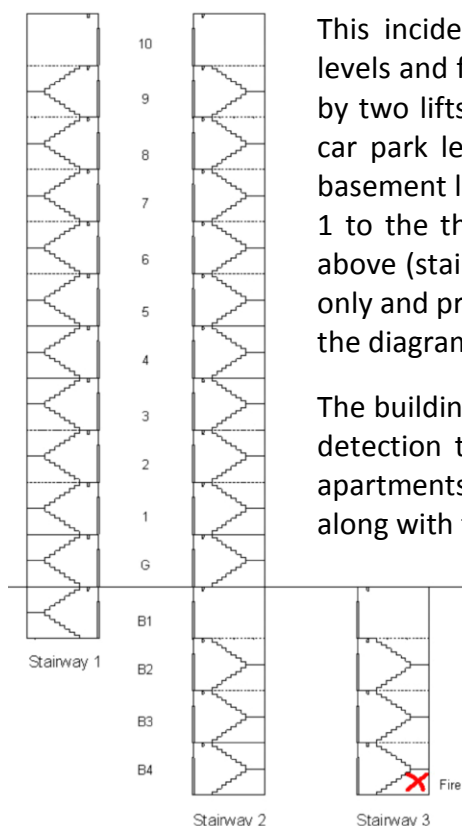 This incide
levels and f
by two lifts
car park le
basement l
1 to the th
above (stai
only and pr
the diagran
The buildin
detection t
apartments
along with
10
9
8
7
6
5
4
3
2
1
G
B1
B2
B3
B4
Stairway 1
Stairway 2
Stairway 3
Fire